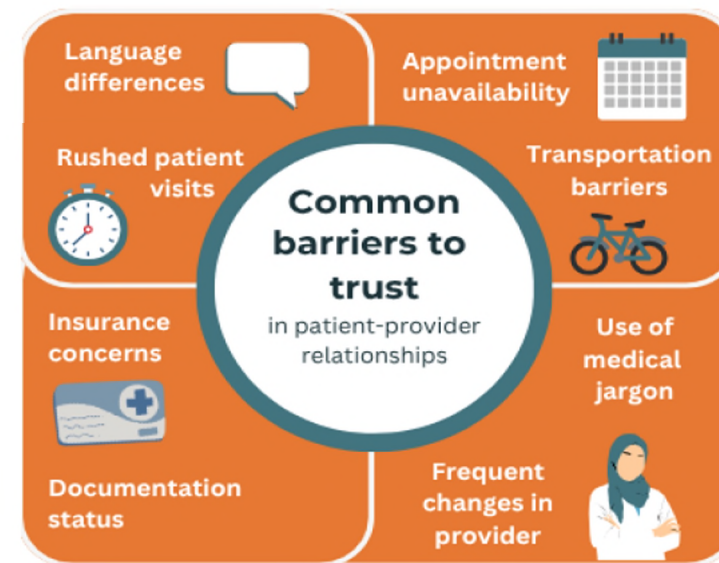 Language
differences
Rushed patient
visits
Appointment
unavailability
Transportation
barriers
Common
barriers to
trust
in patient-provider
relationships
Insurance
concerns
Documentation
status
Use of
medical
jargon
Frequent
changes in
provider